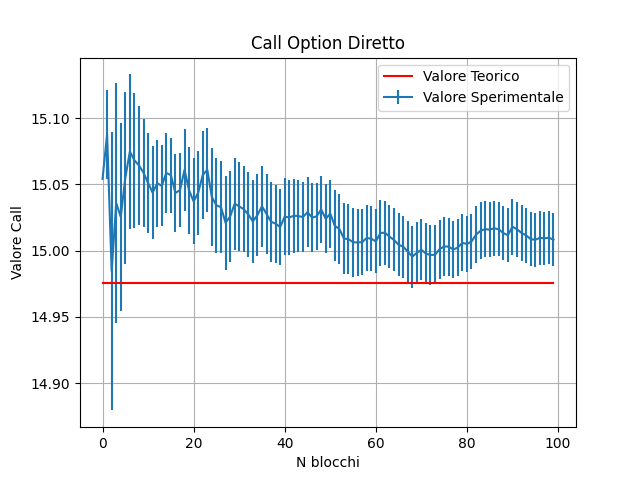 Call Option Diretto
Valore Teorico
Valore Sperimentale
15.10
15.05
15.00
14.95
14.90
Valore Call
0 20 40 60 80 100
N blocchi